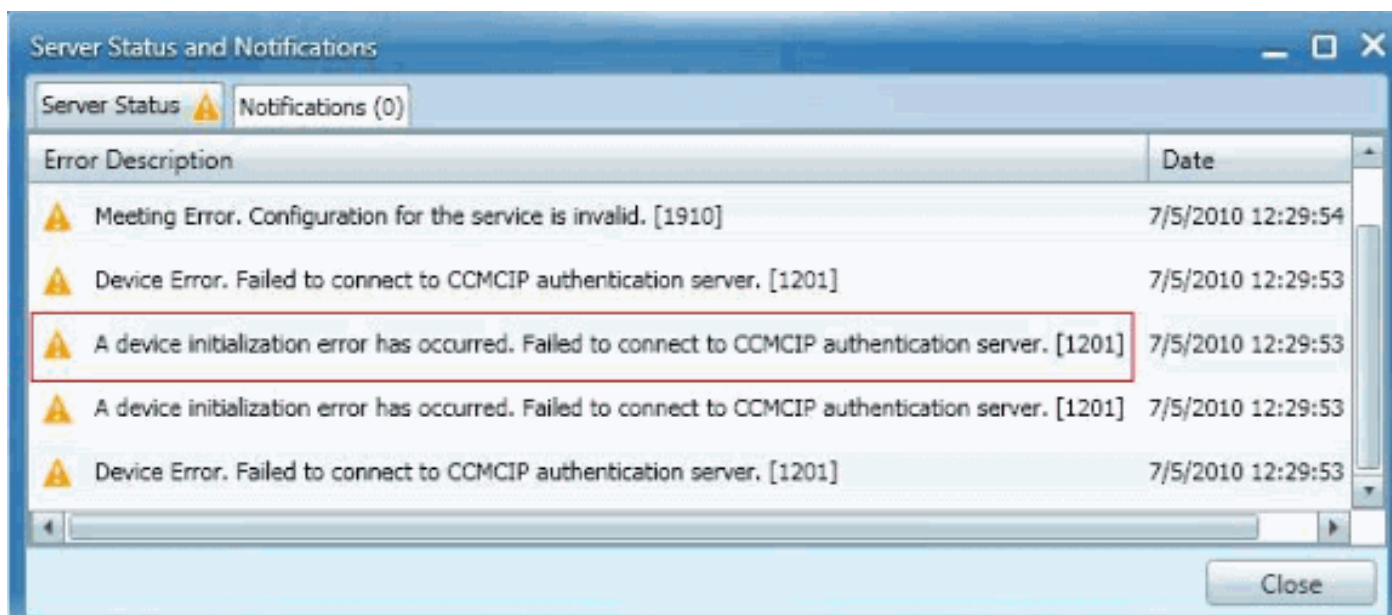 Server Status and Notifications
Server Status Notifications (0)
Error Description Date
Meeting Error. Configuration for the service is invalid. [1910] 7/5/2010 12:29:54
Device Error. Failed to connect to CCMCIP authentication server. [1201] 7/5/2010 12:29:53
A device initialization error has occurred. Failed to connect to CCMCIP authentication server. [1201] 7/5/2010 12:29:53
A device initialization error has occurred. Failed to connect to CCMCIP authentication server. [1201] 7/5/2010 12:29:53
Device Error. Failed to connect to CCMCIP authentication server. [1201] 7/5/2010 12:29:53
Close